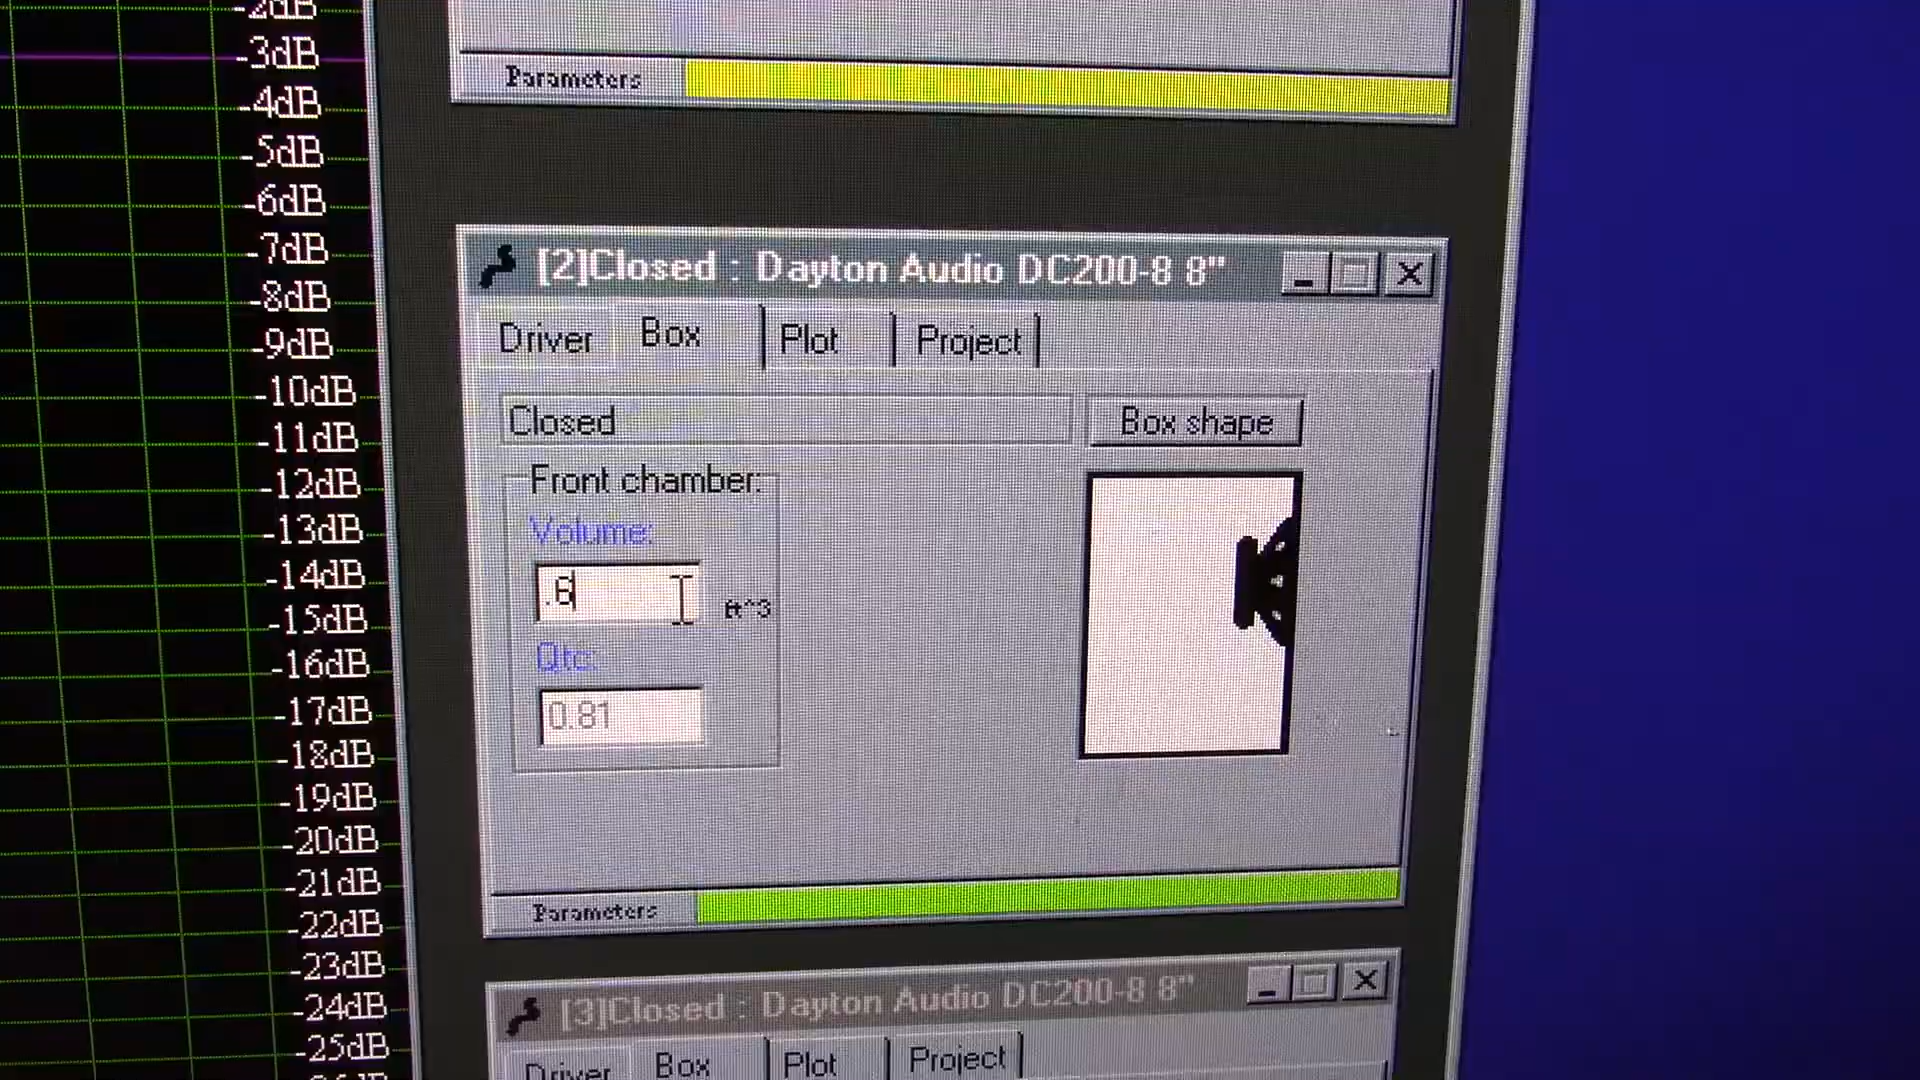 -2dB
-3dB
-4dB
-5dB
-6dB
-7dB
-8dB
-9dB
-10dB
-11dB
-12dB
-13dB
-14dB
-15dB
-16dB
-17dB
-18dB
-19dB
-20dB
-21dB
-22dB
-23dB
-24dB
-25dB
Parameters
[2]Closed : Dayton Audio DC200-8 8"
Driver
Box
Plot
Project
Closed
Box shape
Front chamber:
Volume:
.6
ft^3
Qtc:
0.81
Parameters
[3]Closed : Dayton Audio DC200-8 8"
Driver
Box
Plot
Project